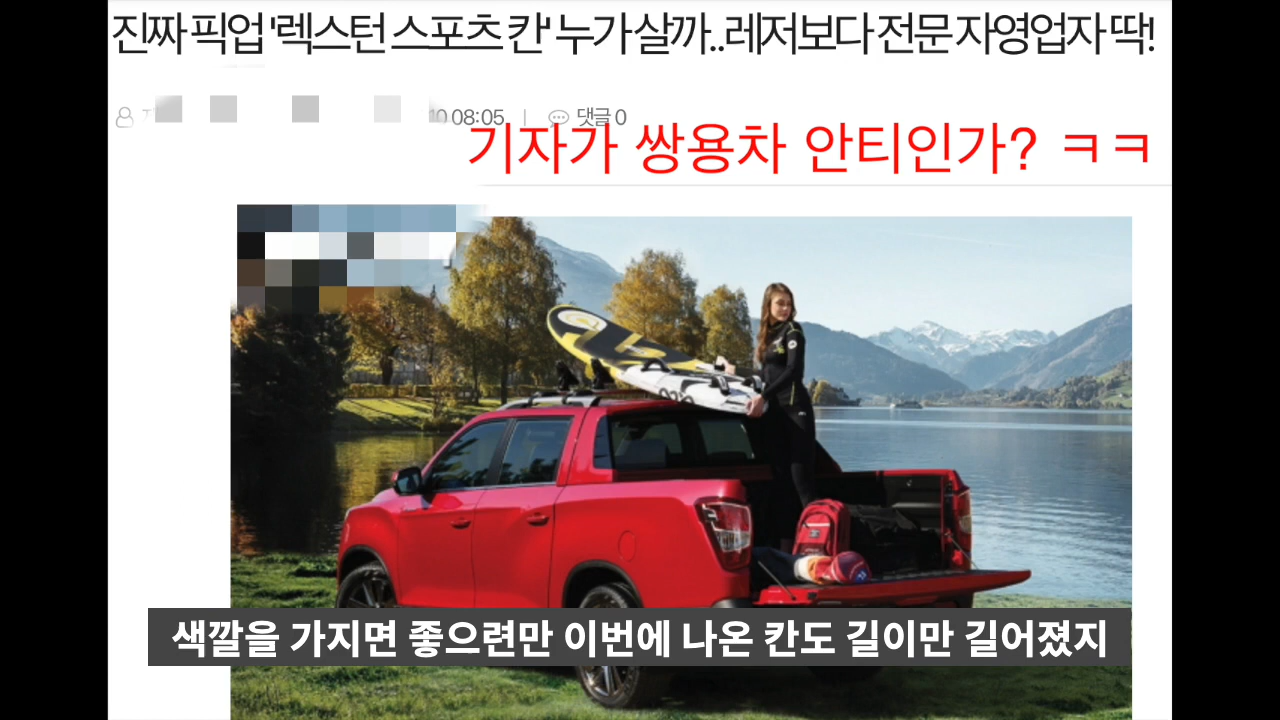 진짜 픽업 '렉스턴 스포츠 칸' 누가 살까.. 레저보다 전문 자영업자 딱!
10 08:05 | 댓글 0
기자가 쌍용차 안티인가? ㅋㅋ
색깔을 가지면 좋으련만 이번에 나온 칸도 길이만 길어졌지